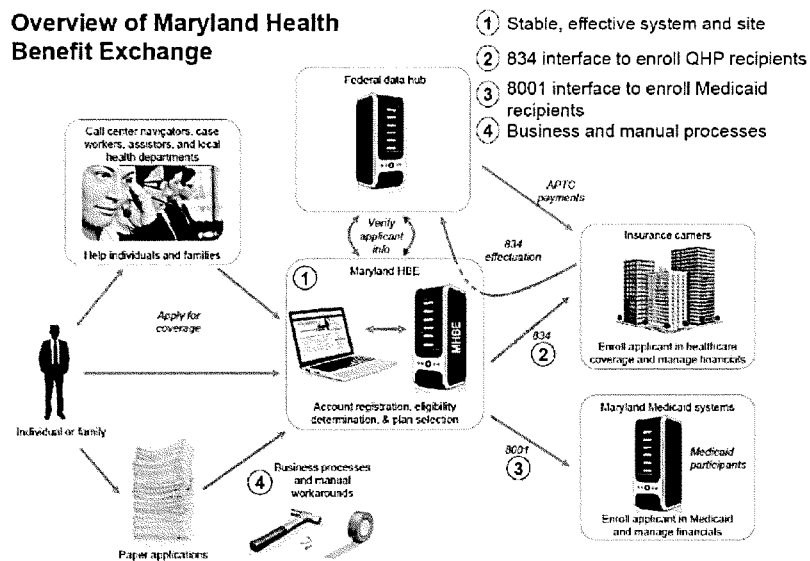 Overview of Maryland Health
Benefit Exchange
1 Stable, effective system and site
2 834 interface to enroll QHP recipients
3 8001 interface to enroll Medicaid
recipients
4 Business and manual processes
Federal data hub
Call center navigators, case
workers, assistors, and local
health departments
Help individuals and families
APTC
payments
Verify
applicant
info
834
effectuation
Insurance carriers
Enroll applicant in healthcare
coverage and manage financials
1
Maryland HBE
MHBE
Account registration, eligibility
determination, & plan selection
Apply for
coverage
834
2
Individual or family
Maryland Medicaid systems
Medicaid
participants
Enroll applicant in Medicaid
and manage financials
8001
3
4
Business processes
and manual
workarounds
Paper applications